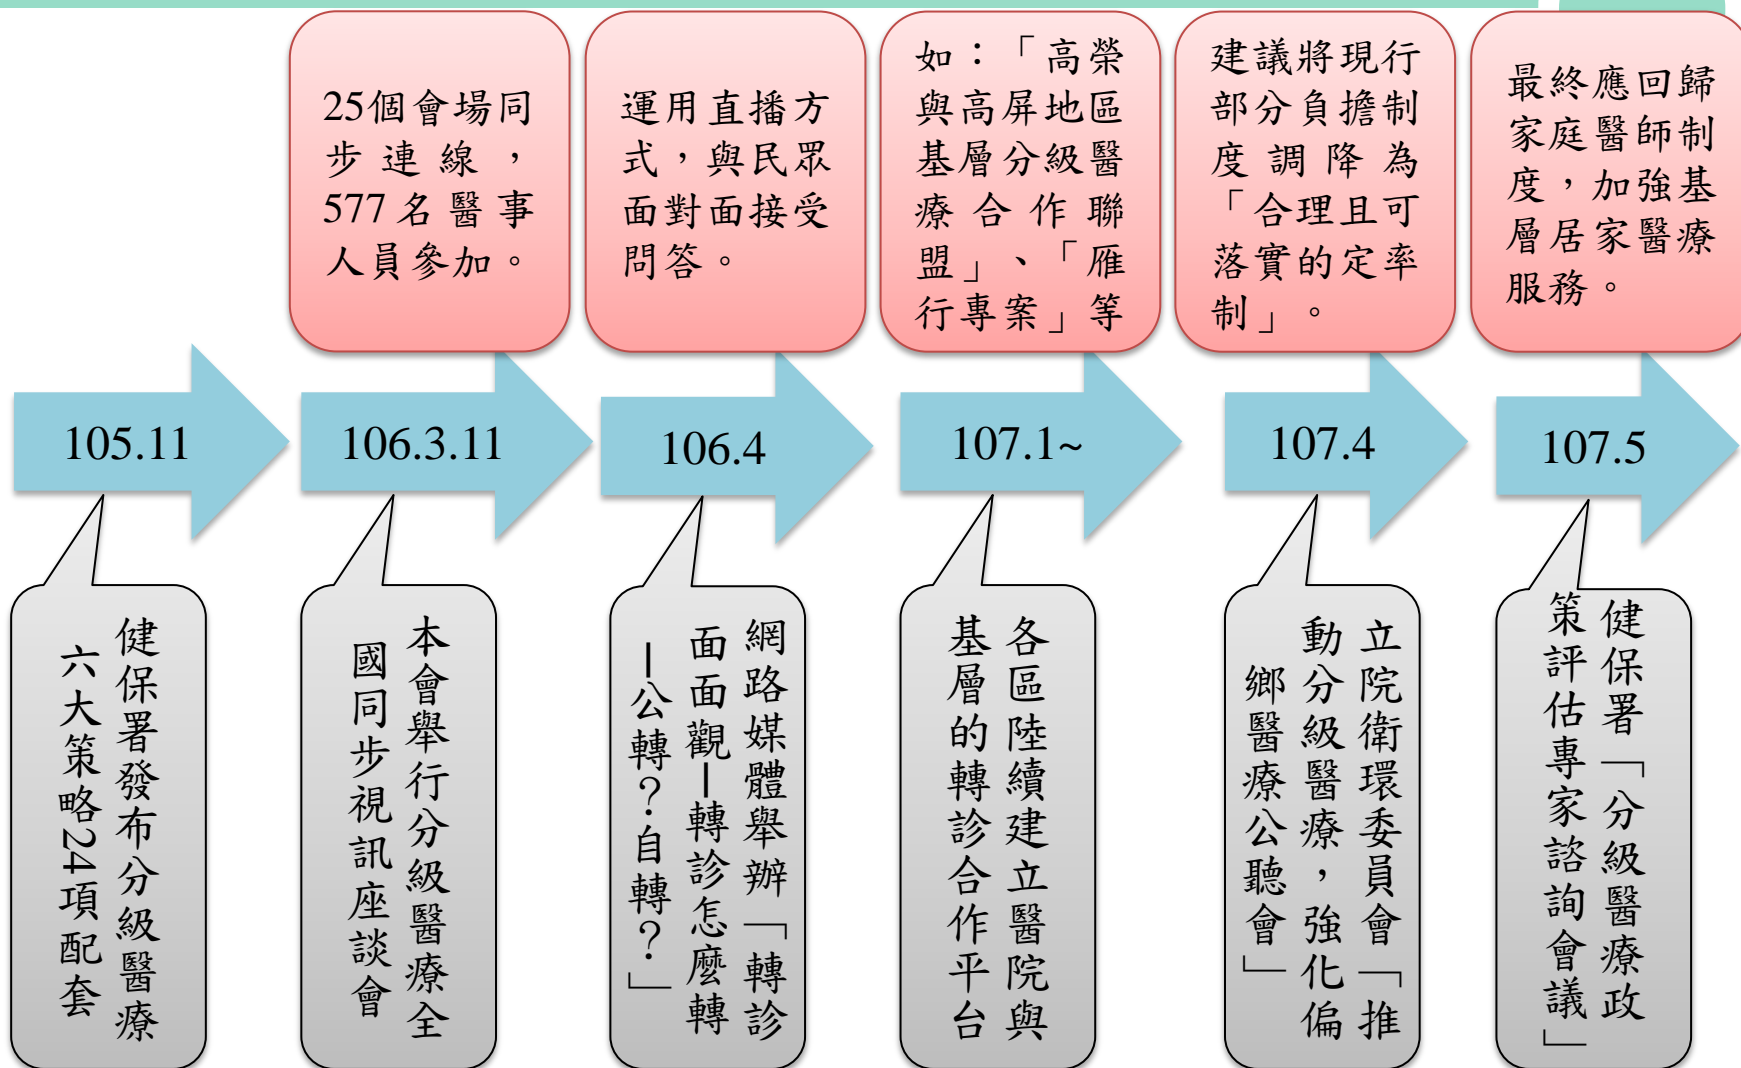 25個會場同
步連線，
577名醫事
人員參加。
運用直播方
式，與民眾
面對面接受
問答。
如：「高榮
與高屏地區
基層分級醫
療合作聯
盟」、「雁
行專案」等
建議將現行
部分負擔制
度調降為
「合理且可
落實的定率
制」。
最終應回歸
家庭醫師制
度，加強基
層居家醫療
服務。
105.11
106.3.11
106.4
107.1~
107.4
107.5
健保署發布分級醫療
六大策略24項配套
本會舉行分級醫療全
國同步視訊座談會
網路媒體舉辦「轉診
面面觀－轉診怎麼轉
－公轉？自轉？」
各區陸續建立醫院與
基層的轉診合作平台
立院衛環委員會「推
動分級醫療，強化偏
鄉醫療公聽會」
健保署「分級醫療政
策評估專家諮詢會議」